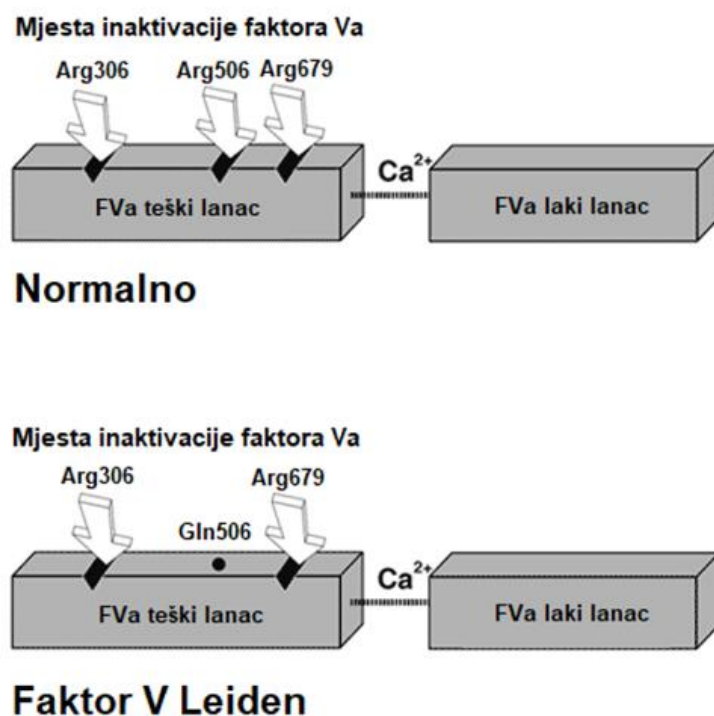 Mjesta inaktivacije faktora Va
Arg306 Arg506 Arg679
Ca²⁺
FVa teški lanac FVa laki lanac
Normalno
Mjesta inaktivacije faktora Va
Arg306 Arg679
Gln506
Ca²⁺
FVa teški lanac FVa laki lanac
Faktor V Leiden